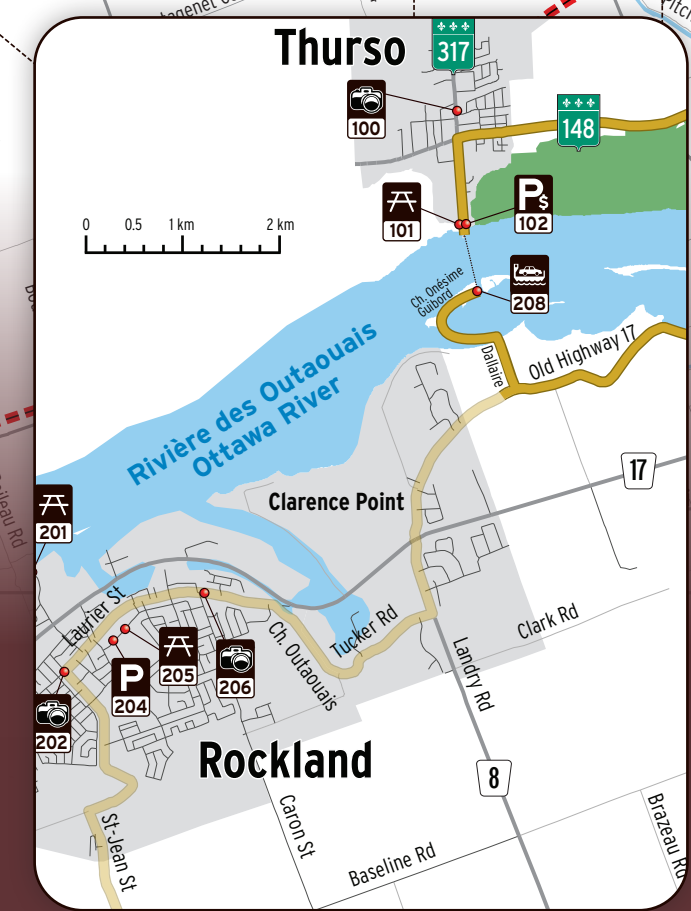 Thurso
317
100
148
101
P$
102
0 0.5 1 km 2 km
208
Ch. Onésime
Guibord
Dallaire
Old Highway 17
Rivière des Outaouais
Ottawa River
17
Clarence Point
201
Laurier St
Tucker Rd
Clark Rd
Ch. Outaouais
Landry Rd
205
206
P
204
202
Rockland
8
St-Jean St
Caron St
Baseline Rd
Brazeau Rd